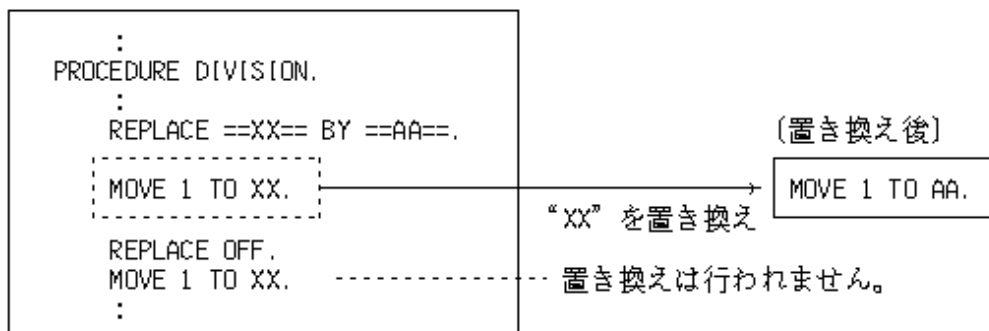 :
PROCEDURE DIVISION.
:
REPLACE ==XX== BY ==AA==.
〔置き換え後〕
MOVE 1 TO XX.
MOVE 1 TO AA.
“XX”を置き換え
REPLACE OFF.
MOVE 1 TO XX.
置き換えは行われません。
: